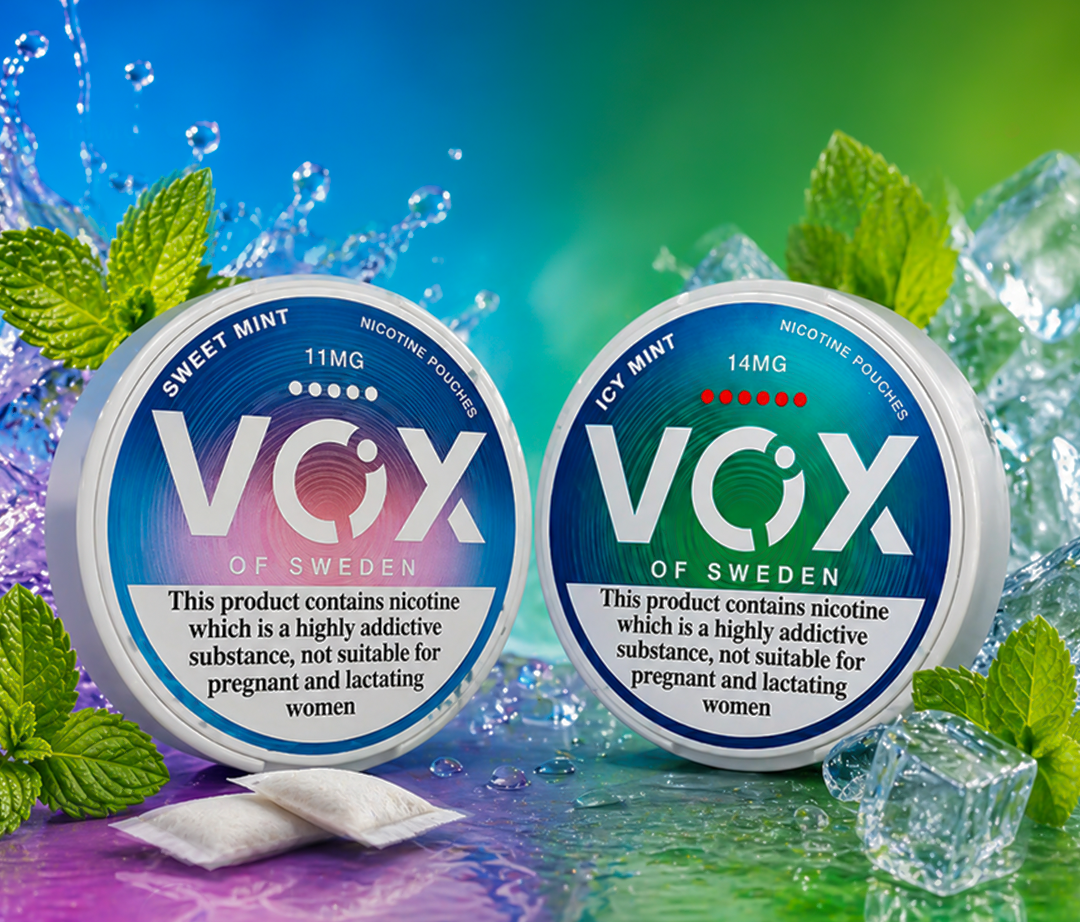 SWEET MINT
NICOTINE POUCHES
11MG
VOX
OF SWEDEN
This product contains nicotine
which is a highly addictive
substance, not suitable for
pregnant and lactating
women
ICY MINT
NICOTINE POUCHES
14MG
VOX
OF SWEDEN
This product contains nicotine
which is a highly addictive
substance, not suitable for
pregnant and lactating
women